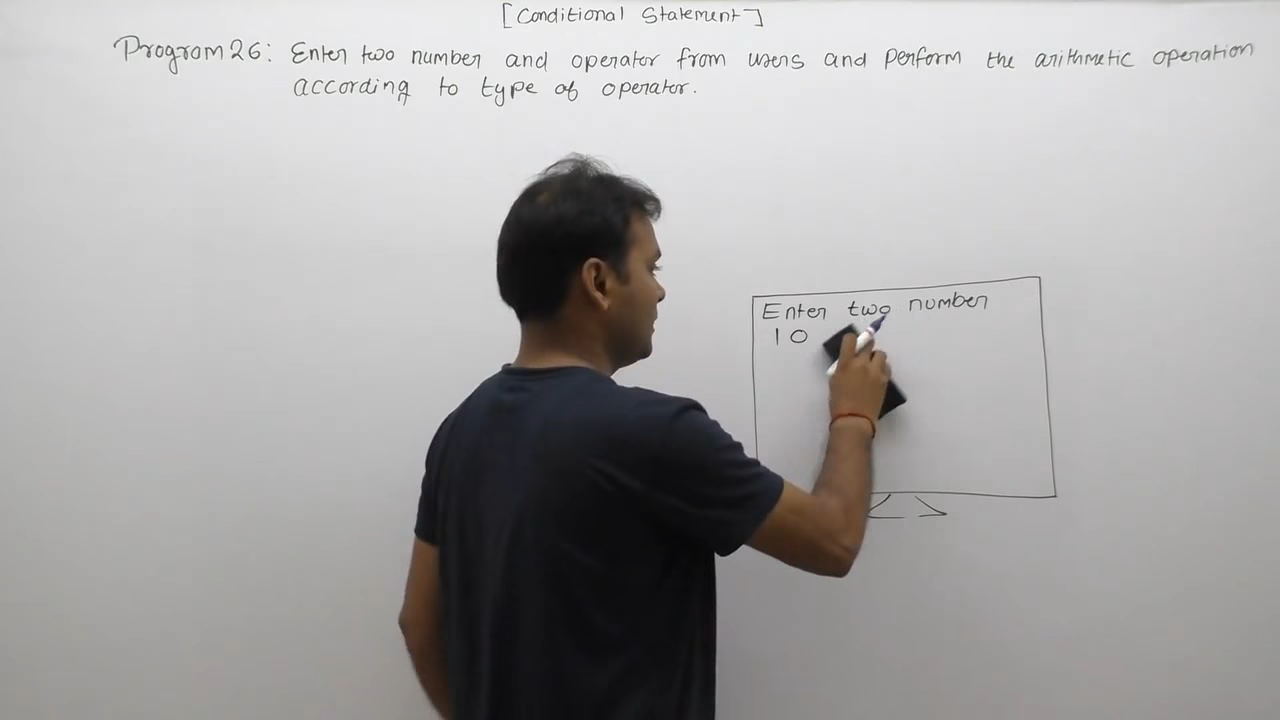 [Conditional Statement]
Program 26: Enter two number and operator from users and perform the arithmetic operation
according to type of operator.
Enter two number
10